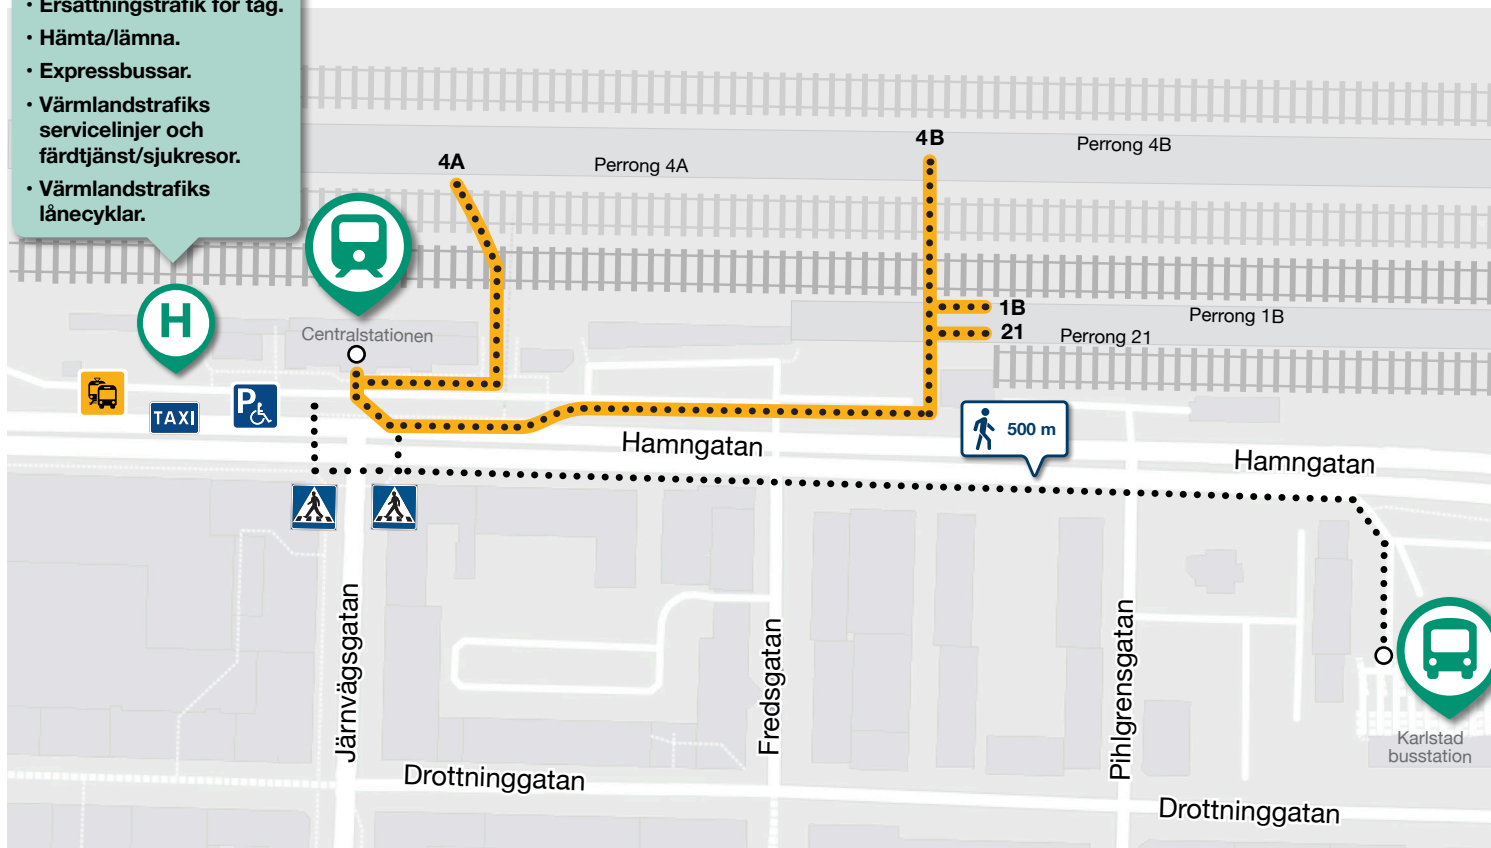 · Ersättningstrafik för tåg.
· Hämta/lämna.
· Expressbussar.
· Värmlandstrafiks
servicelinjer och
färdtjänst/sjukresor.
· Värmlandstrafiks
lånecyklar.
4A
Perrong 4A
4B
Perrong 4B
H
Centralstationen
1B
21
Perrong 1B
Perrong 21
TAXI
P
Hamngatan
500 m
Hamngatan
Järnvägsgatan
Fredsgatan
Pihlgrensgatan
Karlstad
busstation
Drottninggatan
Drottninggatan